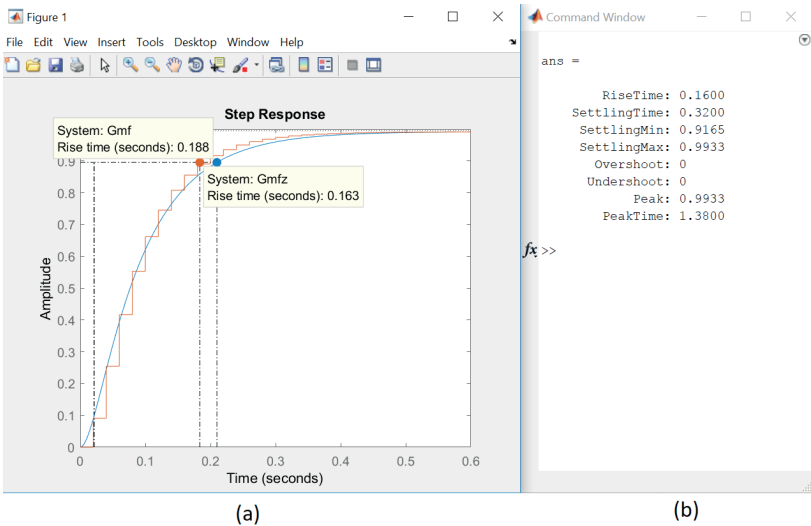 Figure 1
File Edit View Insert Tools Desktop Window Help
Step Response
System: Gmf
Rise time (seconds): 0.188
System: Gmfz
Rise time (seconds): 0.163
0.9
0.8
0.7
0.6
0.5
0.4
0.3
0.2
0.1
0
Amplitude
0 0.1 0.2 0.3 0.4 0.5 0.6
Time (seconds)
(a)
Command Window
ans =
RiseTime: 0.1600
SettlingTime: 0.3200
SettlingMin: 0.9165
SettlingMax: 0.9933
Overshoot: 0
Undershoot: 0
Peak: 0.9933
PeakTime: 1.3800
fx >>
(b)